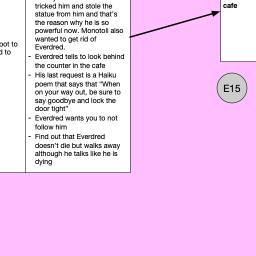 tricked him and stole the
statue from him and that's
the reason why he is so
powerful now. Monotoli also
wanted to get rid of
Everdred.
- Everdred tells to look behind
the counter in the cafe
- His last request is a Haiku
poem that says that "When
on your way out, be sure to
say goodbye and lock the
door tight"
- Everdred wants you to not
follow him
- Find out that Everdred
doesn't die but walks away
although he talks like he is
dying
cafe
E15